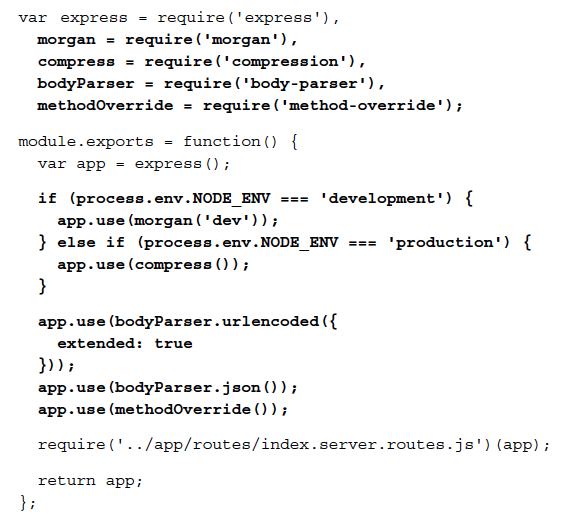 var express = require('express'),
  morgan = require('morgan'),
  compress = require('compression'),
  bodyParser = require('body-parser'),
  methodOverride = require('method-override');
module.exports = function() {
  var app = express();
  if (process.env.NODE_ENV === 'development') {
    app.use(morgan('dev'));
  } else if (process.env.NODE_ENV === 'production') {
    app.use(compress());
  }
  app.use(bodyParser.urlencoded({
    extended: true
  }));
  app.use(bodyParser.json());
  app.use(methodOverride());
  require('../app/routes/index.server.routes.js')(app);
  return app;
};